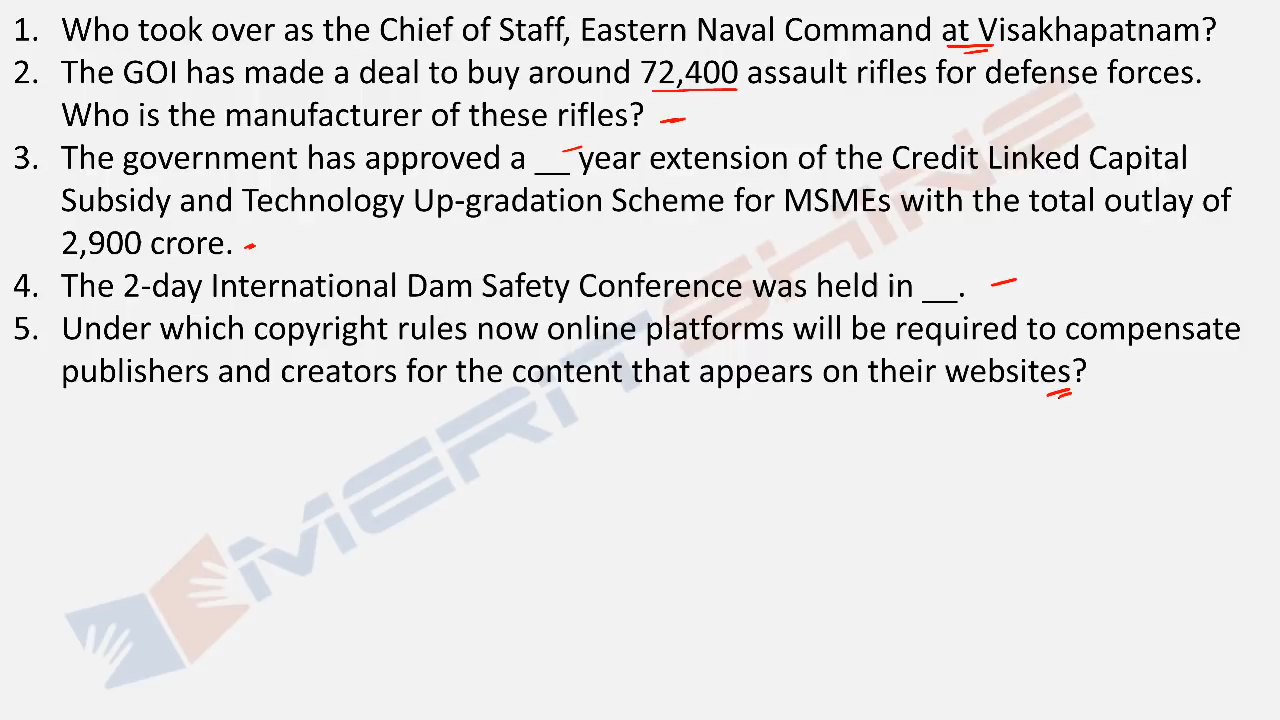 1. Who took over as the Chief of Staff, Eastern Naval Command at Visakhapatnam?
2. The GOI has made a deal to buy around 72,400 assault rifles for defense forces.
Who is the manufacturer of these rifles?
3. The government has approved a __ year extension of the Credit Linked Capital
Subsidy and Technology Up-gradation Scheme for MSMEs with the total outlay of
2,900 crore.
4. The 2-day International Dam Safety Conference was held in __.
5. Under which copyright rules now online platforms will be required to compensate
publishers and creators for the content that appears on their websites?
MERITSHINE